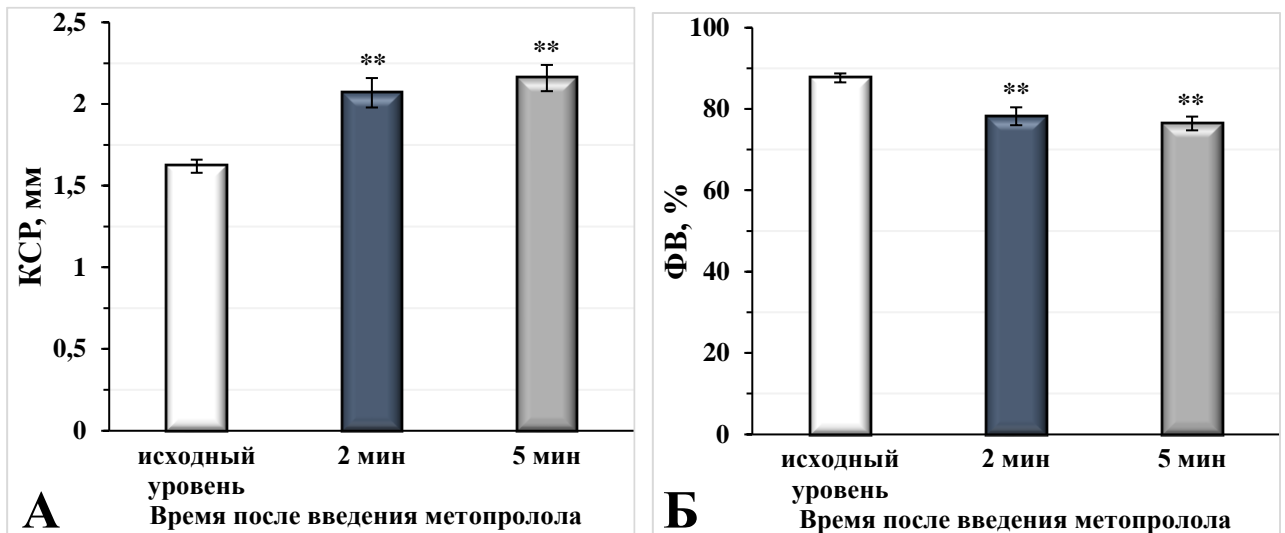 КСР, мм
2,5
2
1,5
1
0,5
0
**
**
исходный
уровень
2 мин
5 мин
Время после введения метопролола
А
ФВ, %
100
80
60
40
20
0
**
**
исходный
уровень
2 мин
5 мин
Время после введения метопролола
Б